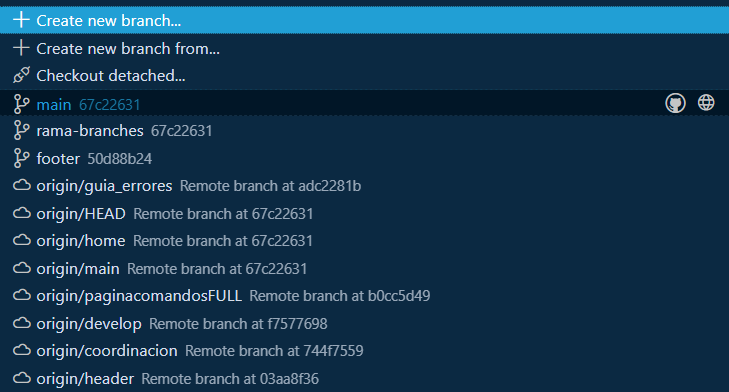 Create new branch...
Create new branch from...
Checkout detached...
main 67c22631
rama-branches 67c22631
footer 50d88b24
origin/guia_errores Remote branch at adc2281b
origin/HEAD Remote branch at 67c22631
origin/home Remote branch at 67c22631
origin/main Remote branch at 67c22631
origin/paginacomandosFULL Remote branch at b0cc5d49
origin/develop Remote branch at f7577698
origin/coordinacion Remote branch at 744f7559
origin/header Remote branch at 03aa8f36